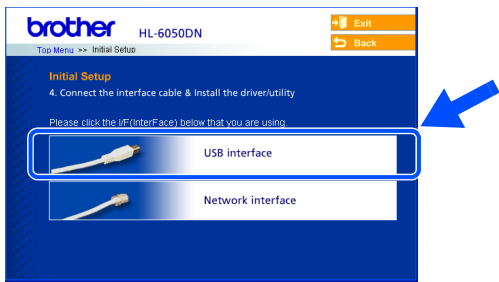 brother HL-6050DN
Exit
Back
Top Menu >> Initial Setup
Initial Setup
4. Connect the interface cable & Install the driver/utility
Please click the I/F(InterFace) below that you are using.
USB interface
Network interface